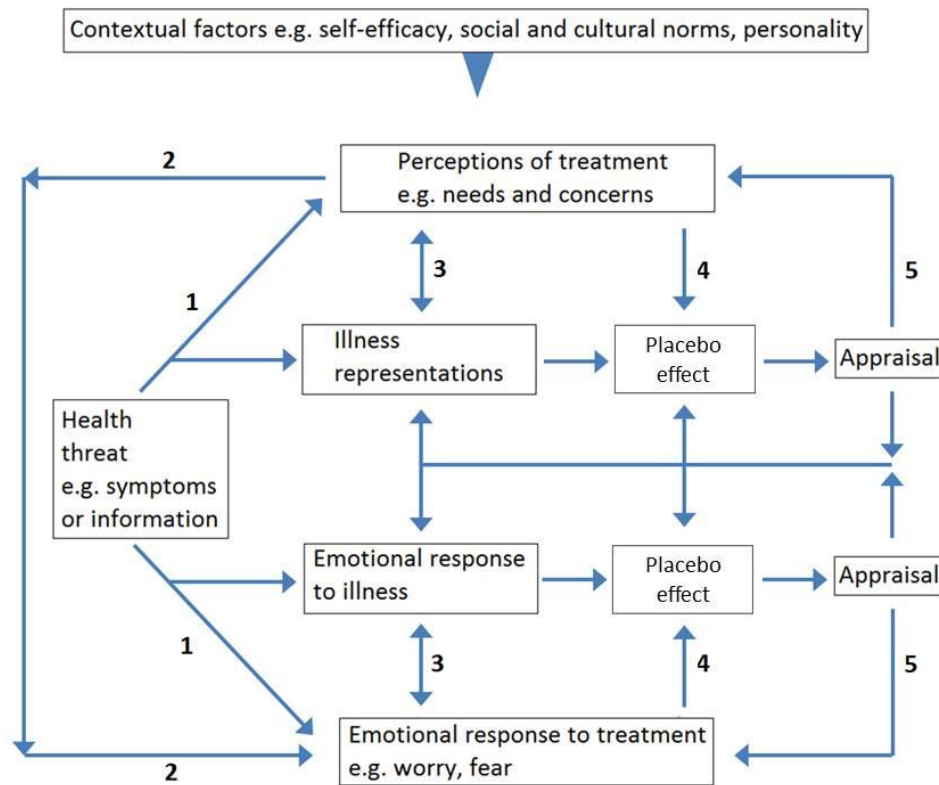 Contextual factors e.g. self-efficacy, social and cultural norms, personality
2
Perceptions of treatment
e.g. needs and concerns
3
4
5
1
Illness
representations
Placebo
effect
Appraisal
Health
threat
e.g. symptoms
or information
Emotional response
to illness
Placebo
effect
Appraisal
1
3
4
5
Emotional response to treatment
e.g. worry, fear
2